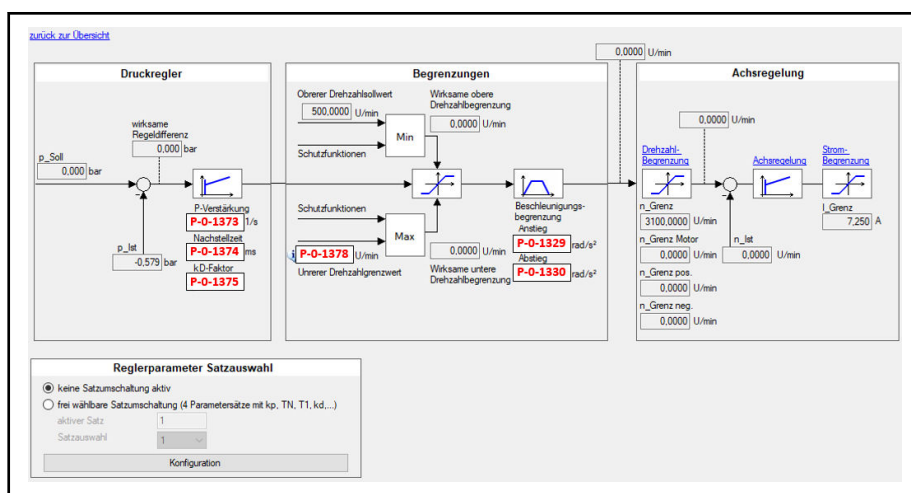 zurück zur Übersicht
0,0000 U/min
Druckregler
Begrenzungen
Achsregelung
wirksame
Regeldifferenz
0,000 bar
p_Soll
0,000 bar
P-Verstärkung
P-0-1373 1/s
Nachstellzeit
P-0-1374 ms
kD-Faktor
P-0-1375
p_Ist
-0,579 bar
Obrerer Drehzahlsollwert
500,0000 U/min
Schutzfunktionen
Min
Wirksame obere
Drehzahlbegrenzung
0,0000 U/min
Schutzfunktionen
Max
i P-0-1378 U/min
Unrerer Drehzahlgrenzwert
0,0000 U/min
Wirksame untere
Drehzahlbegrenzung
Beschleunigungs-
begrenzung
Anstieg
P-0-1329 rad/s²
Abstieg
P-0-1330 rad/s²
0,0000 U/min
Drehzahl-
Begrenzung
Achsregelung
Strom-
Begrenzung
n_Grenz
3100,0000 U/min
n_Grenz Motor
0,0000 U/min
n_Grenz pos.
0,0000 U/min
n_Grenz neg.
0,0000 U/min
n_Ist
0,0000 U/min
I_Grenz
7,250 A
Reglerparameter Satzauswahl
keine Satzumschaltung aktiv
frei wählbare Satzumschaltung (4 Parametersätze mit kp, TN, T1, kd,...)
aktiver Satz 1
Satzauswahl 1
Konfiguration